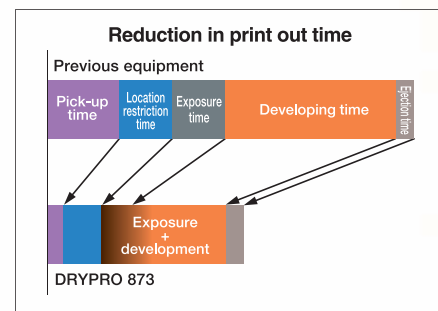 Reduction in print out time
Previous equipment
Pick-up
time
Location
restriction
time
Exposure
time
Developing time
Ejection time
Exposure
+
development
DRYPRO 873